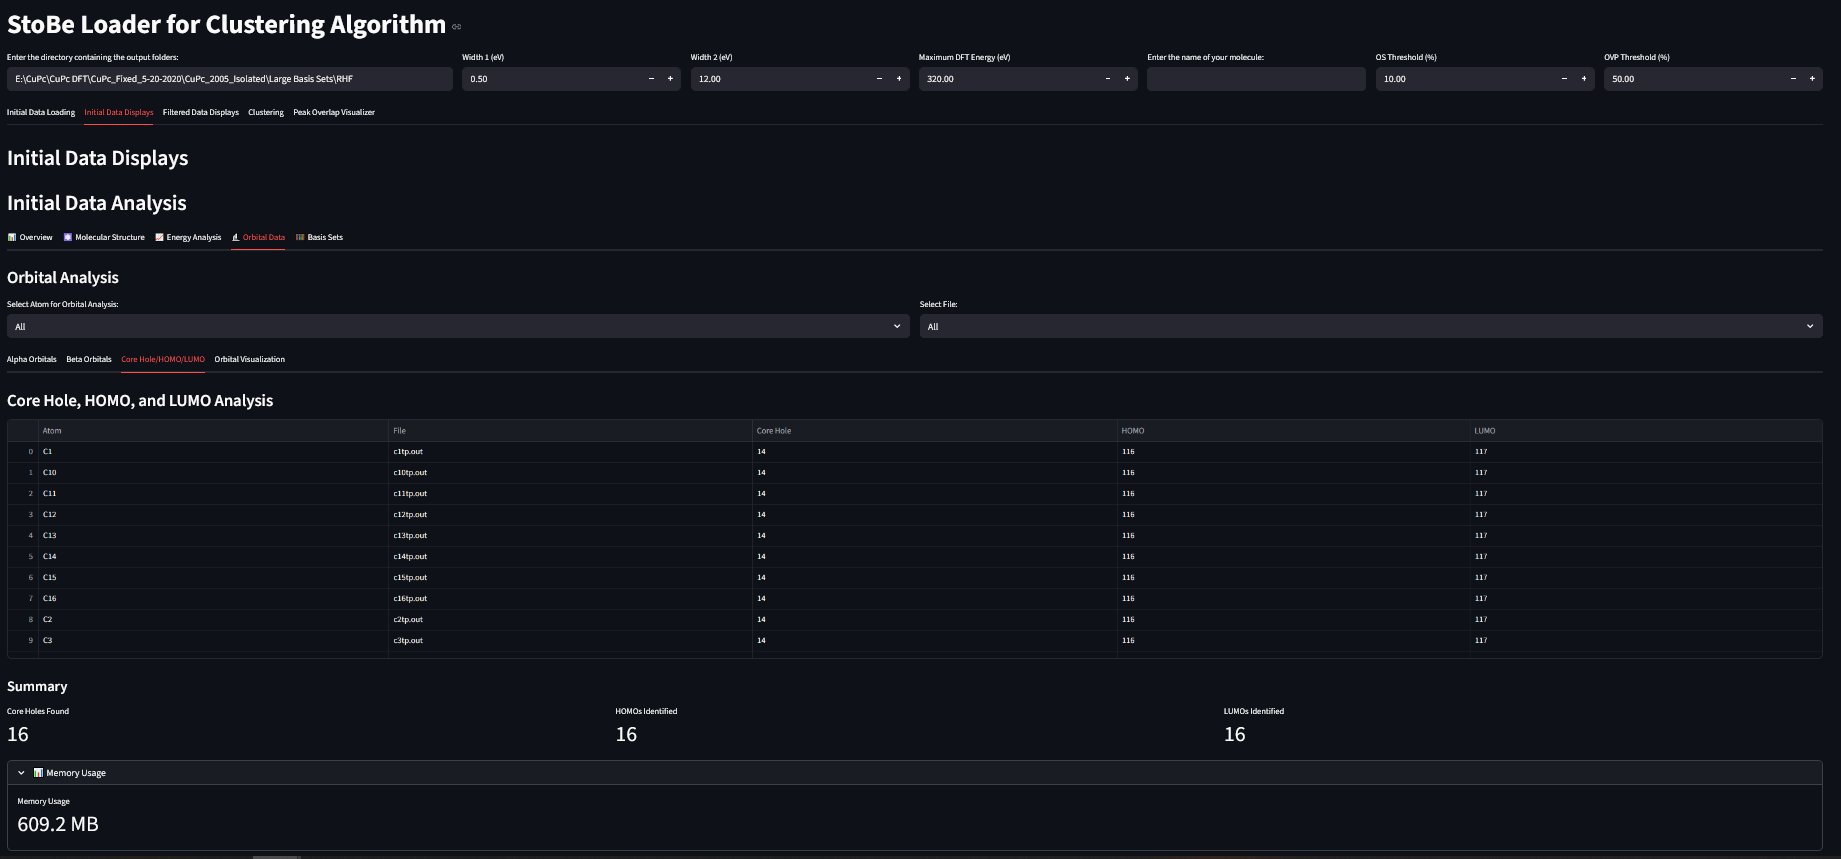 StoBe Loader for Clustering Algorithm
Enter the directory containing the output folders: Width 1 (eV) Width 2 (eV) Maximum DFT Energy (eV) Enter the name of your molecule: OS Threshold (%) OVP Threshold (%)
E:\CuPc\CuPc DFT\CuPc_Fixed_5-20-2020\CuPc_2005_Isolated\Large Basis Sets\RHF 0.50 − + 12.00 − + 320.00 − + 10.00 − + 50.00 − +
Initial Data Loading Initial Data Displays Filtered Data Displays Clustering Peak Overlap Visualizer
Initial Data Displays
Initial Data Analysis
Overview Molecular Structure Energy Analysis Orbital Data Basis Sets
Orbital Analysis
Select Atom for Orbital Analysis: Select File:
All All
Alpha Orbitals Beta Orbitals Core Hole/HOMO/LUMO Orbital Visualization
Core Hole, HOMO, and LUMO Analysis
Atom File Core Hole HOMO LUMO
0 C1 c1tp.out 14 116 117
1 C10 c10tp.out 14 116 117
2 C11 c11tp.out 14 116 117
3 C12 c12tp.out 14 116 117
4 C13 c13tp.out 14 116 117
5 C14 c14tp.out 14 116 117
6 C15 c15tp.out 14 116 117
7 C16 c16tp.out 14 116 117
8 C2 c2tp.out 14 116 117
9 C3 c3tp.out 14 116 117
Summary
Core Holes Found HOMOs Identified LUMOs Identified
16 16 16
Memory Usage
Memory Usage
609.2 MB